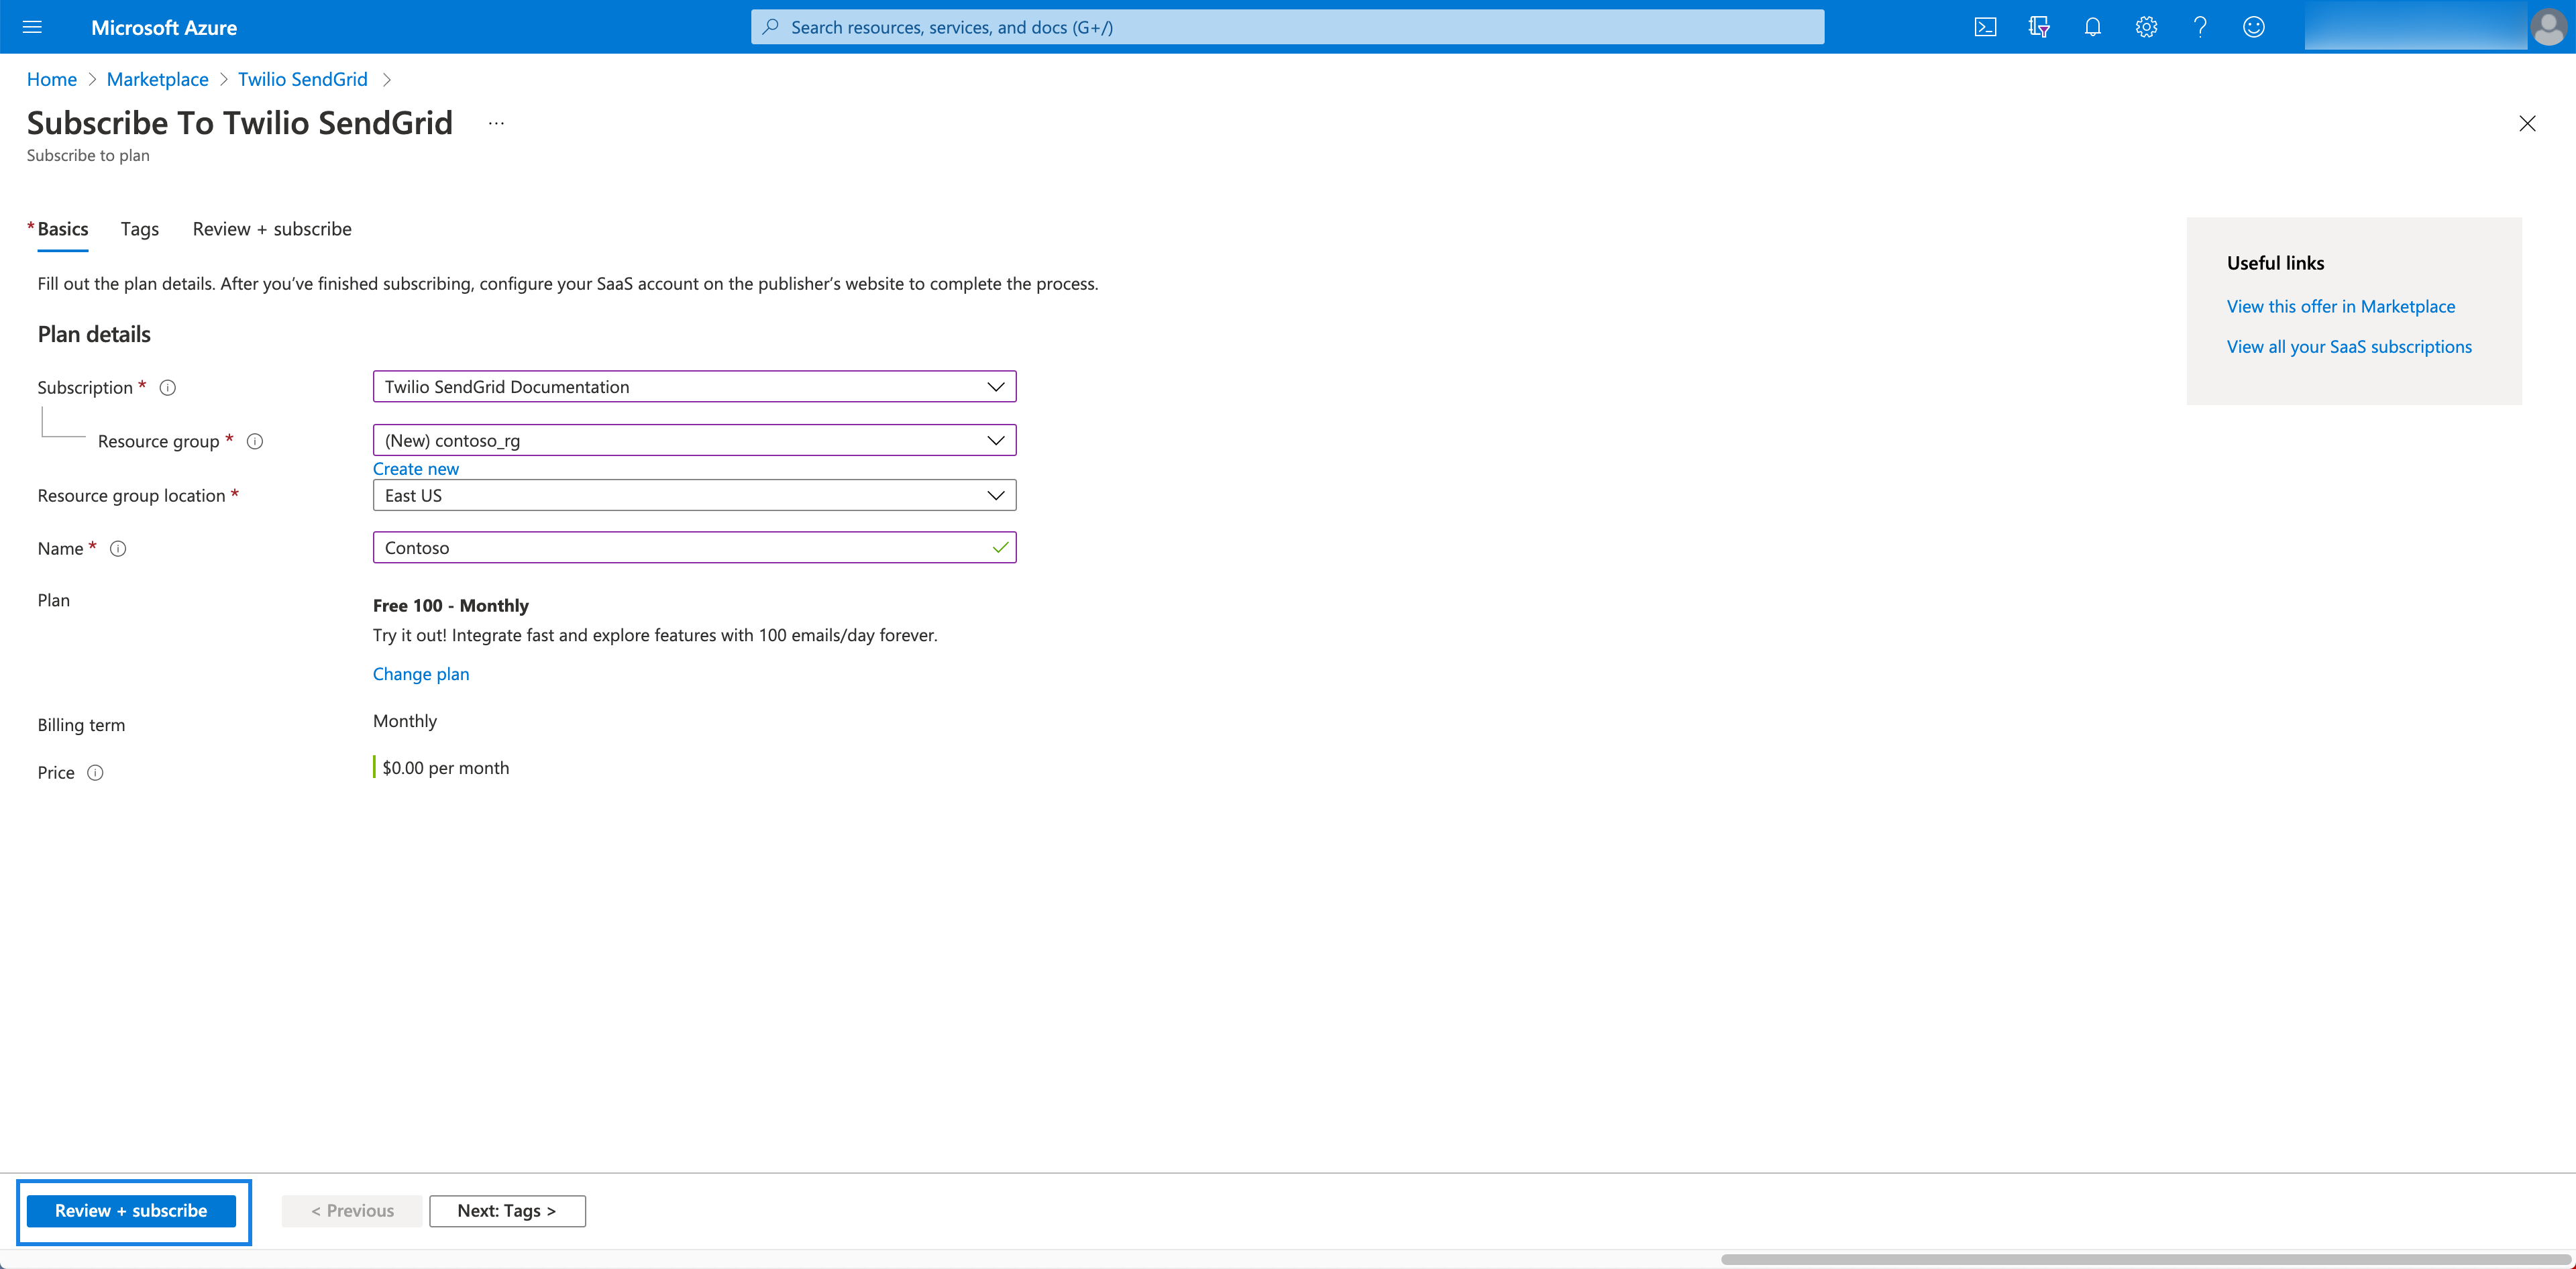 Microsoft Azure
Search resources, services, and docs (G+/)
Home > Marketplace > Twilio SendGrid >
Subscribe To Twilio SendGrid ...
Subscribe to plan
* Basics Tags Review + subscribe
Fill out the plan details. After you’ve finished subscribing, configure your SaaS account on the publisher’s website to complete the process.
Plan details
Subscription * Twilio SendGrid Documentation
Resource group * (New) contoso_rg
Create new
Resource group location * East US
Name * Contoso
Plan
Free 100 - Monthly
Try it out! Integrate fast and explore features with 100 emails/day forever.
Change plan
Billing term Monthly
Price $0.00 per month
Useful links
View this offer in Marketplace
View all your SaaS subscriptions
Review + subscribe < Previous Next: Tags >